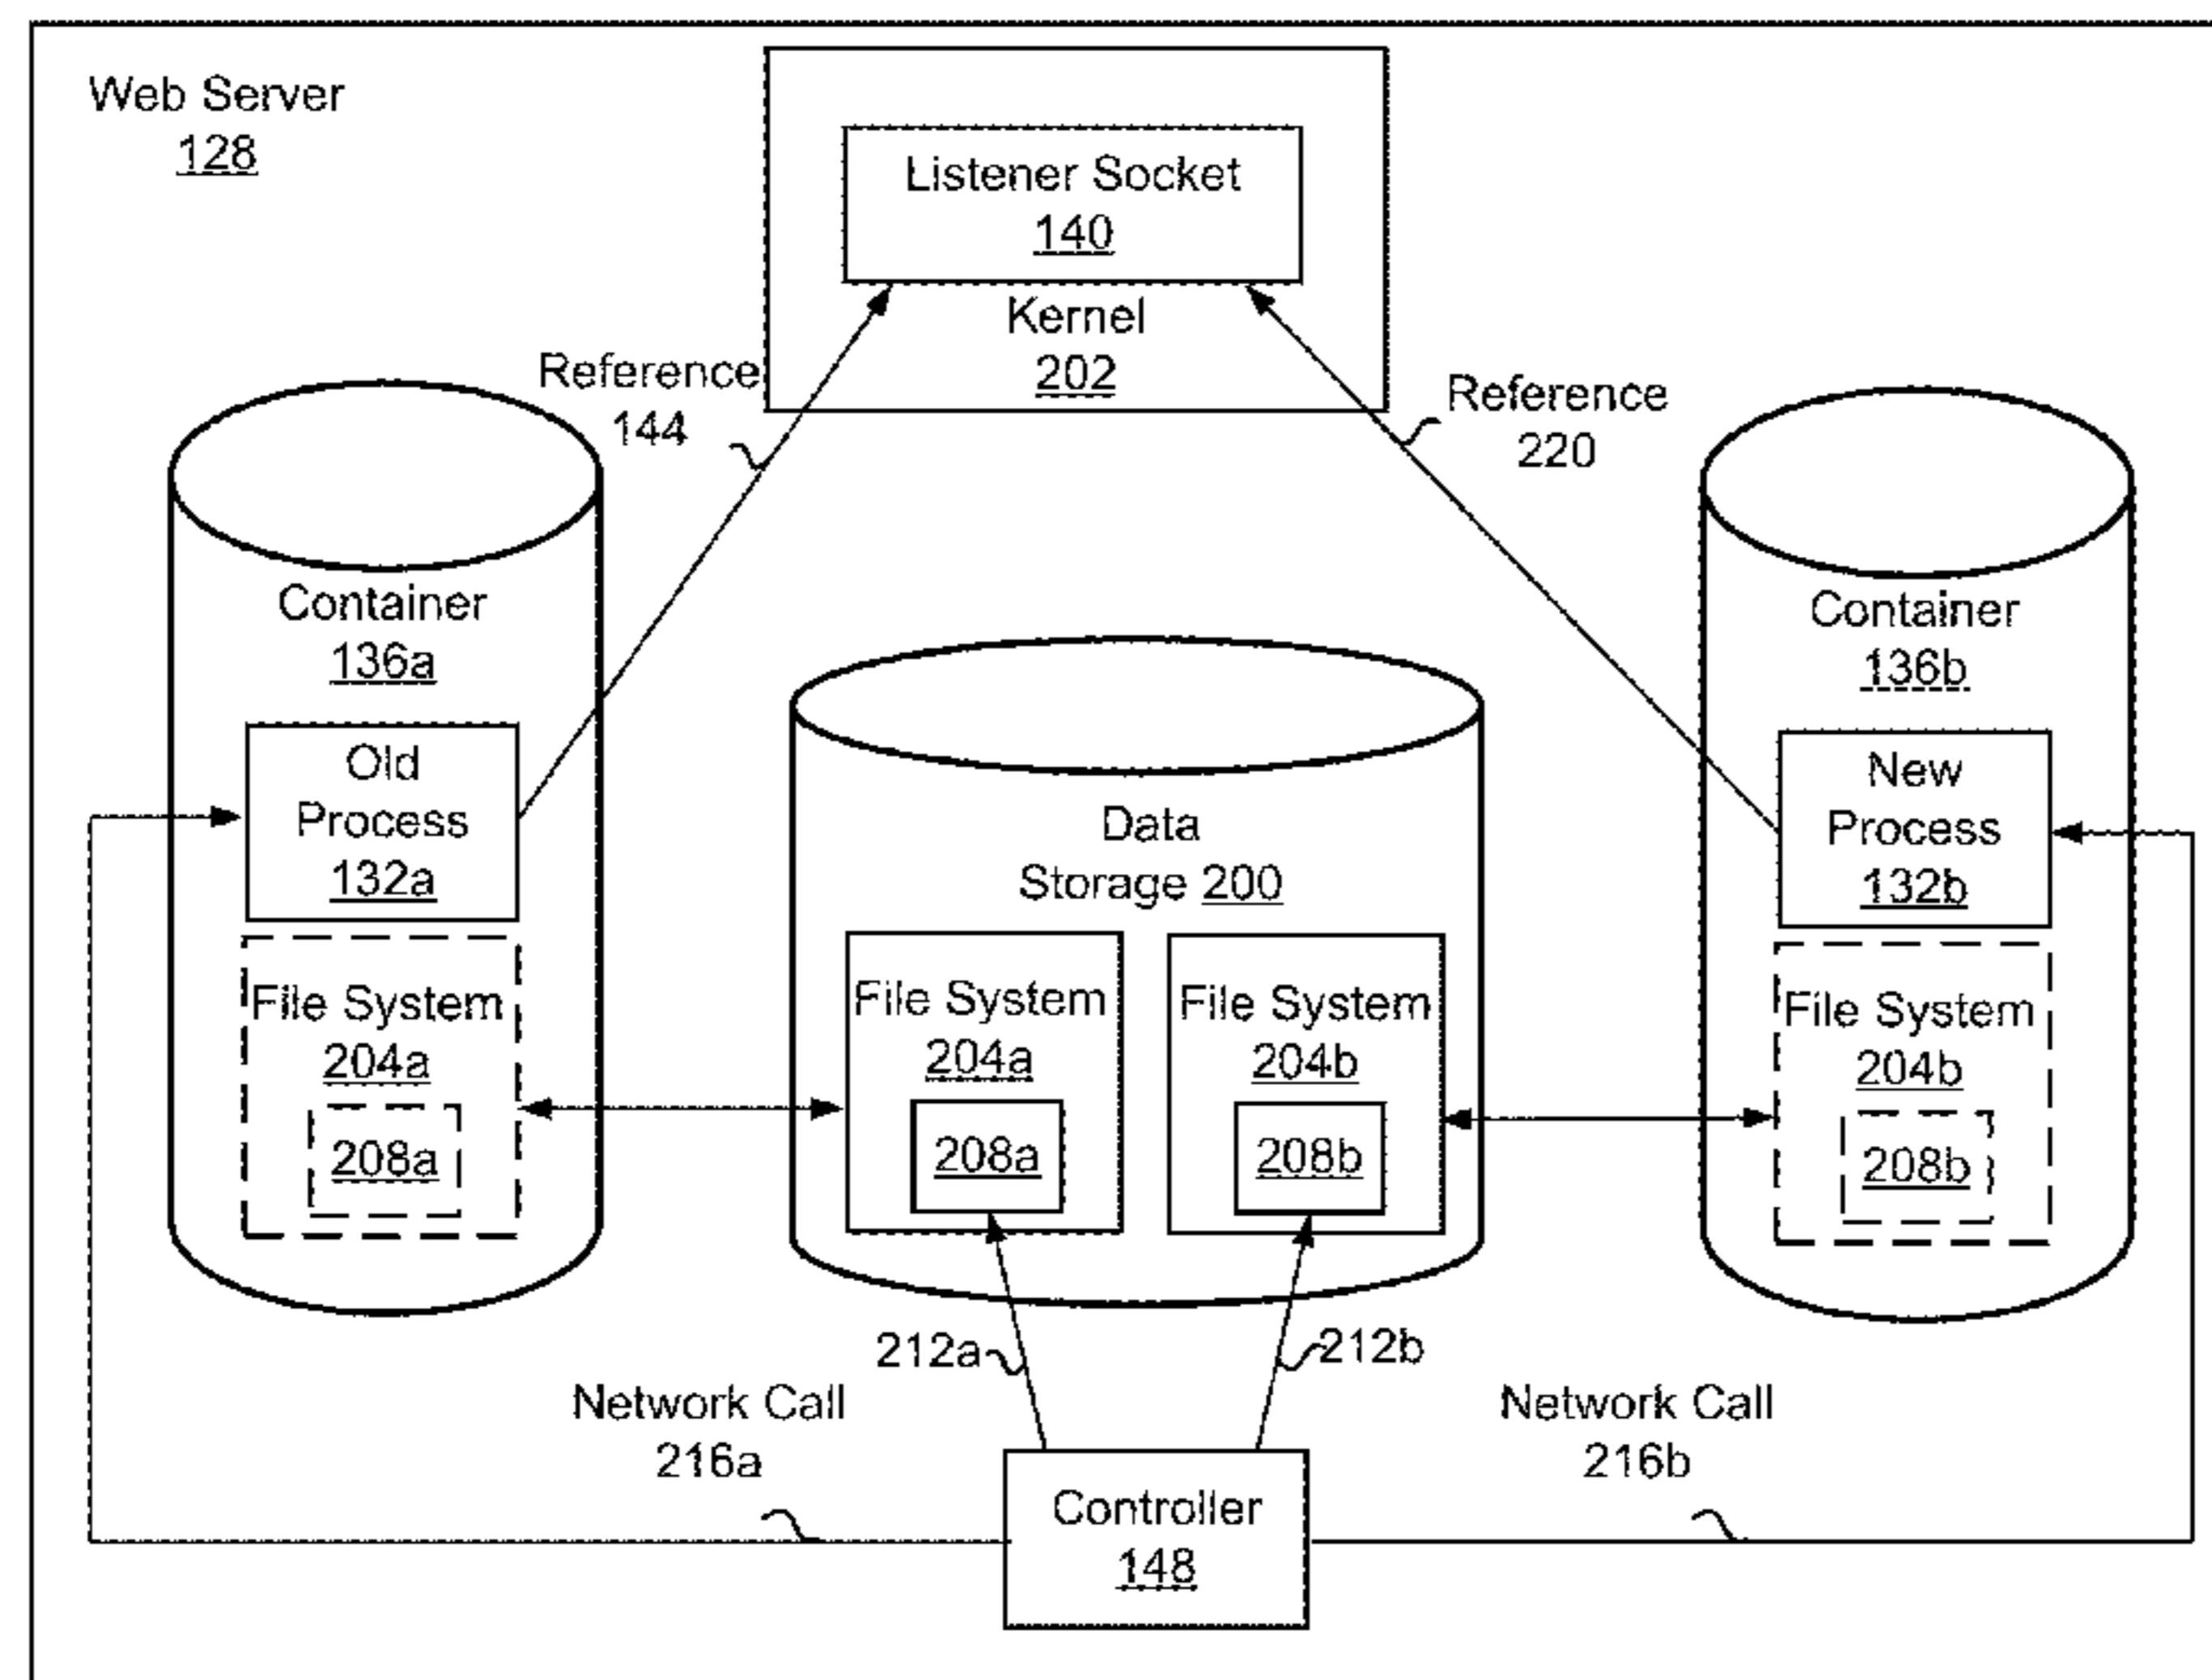 Web Server
128
Listener Socket
140
Kernel
202
Reference
144
Reference
220
Container
136a
Old
Process
132a
File System
204a
208a
Data
Storage 200
File System
204a
208a
File System
204b
208b
Container
136b
New
Process
132b
File System
204b
208b
212a
212b
Network Call
216a
Network Call
216b
Controller
148